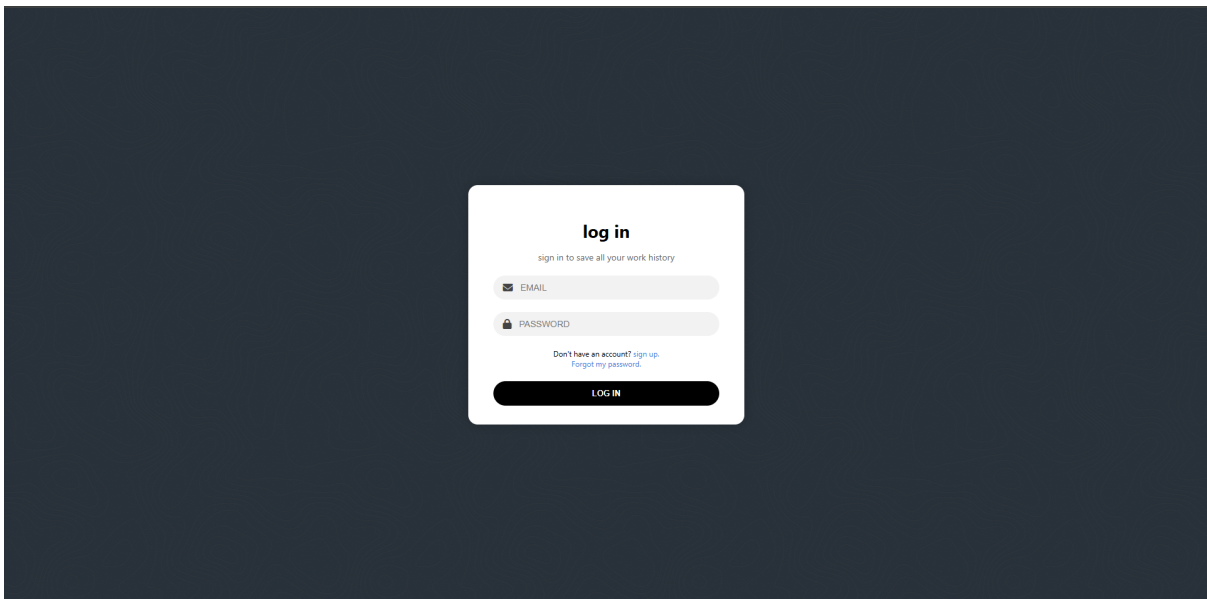 log in
sign in to save all your work history
EMAIL
PASSWORD
Don't have an account? sign up.
Forgot my password.
LOG IN